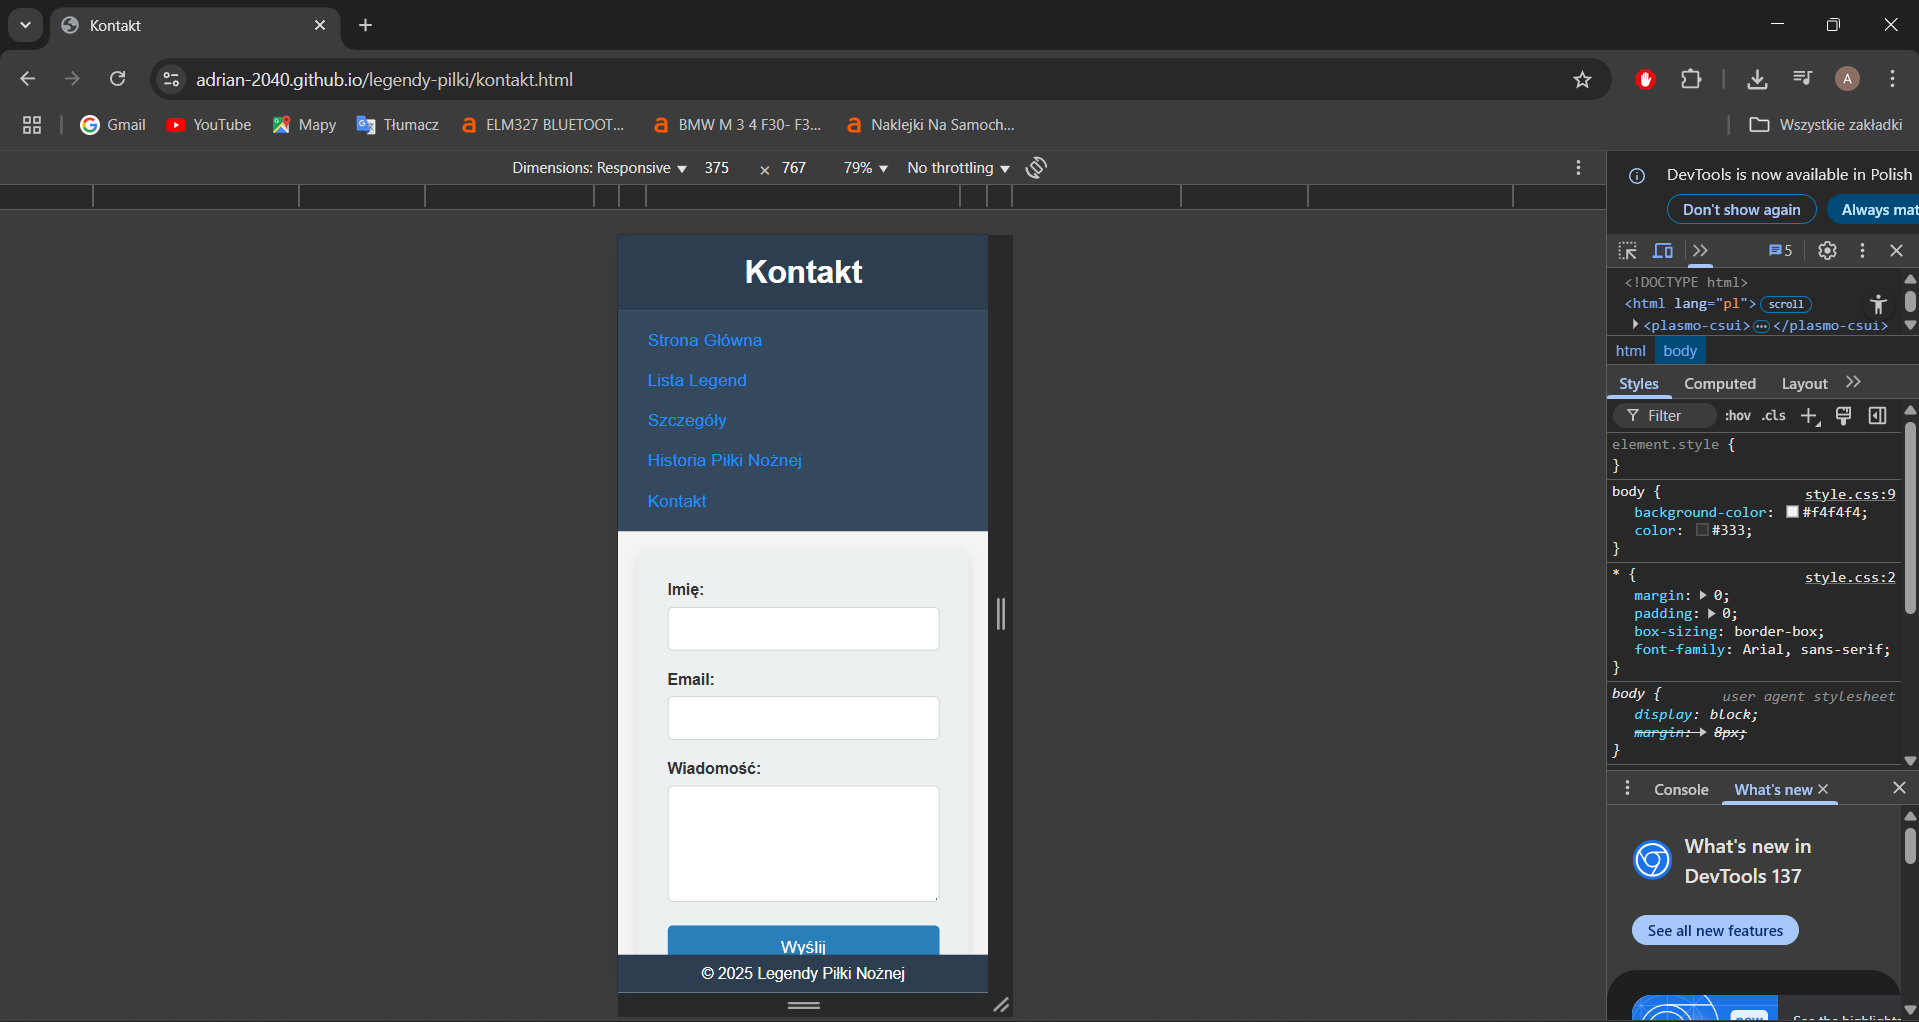 Kontakt
adrian-2040.github.io/legendy-pilki/kontakt.html
A
Gmail
YouTube
Mapy
Tłumacz
ELM327 BLUETOOT...
BMW M 3 4 F30- F3...
Naklejki Na Samoch...
Wszystkie zakładki
Dimensions: Responsive 375 × 767 79% No throttling
Kontakt
Strona Główna
Lista Legend
Szczegóły
Historia Piłki Nożnej
Kontakt
Imię:
Email:
Wiadomość:
Wyślij
© 2025 Legendy Piłki Nożnej
DevTools is now available in Polish
Don't show again
Always mat
5
<!DOCTYPE html>
<html lang="pl"> scroll
<plasmo-csui> … </plasmo-csui>
html body
Styles Computed Layout
Filter :hov .cls
element.style {
}
body { style.css:9
background-color: #f4f4f4;
color: #333;
}
* { style.css:2
margin: 0;
padding: 0;
box-sizing: border-box;
font-family: Arial, sans-serif;
}
body { user agent stylesheet
display: block;
margin: 8px;
}
Console What's new
What's new in
DevTools 137
See all new features
new